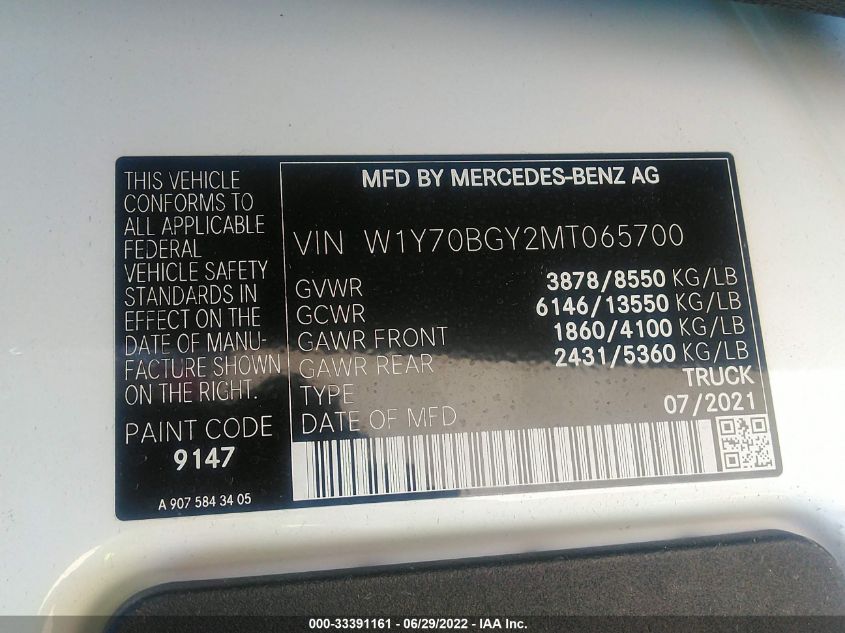 THIS VEHICLE
CONFORMS TO
ALL APPLICABLE
FEDERAL
VEHICLE SAFETY
STANDARDS IN
EFFECT ON THE
DATE OF MANU-
FACTURE SHOWN
ON THE RIGHT.
PAINT CODE
9147
A 907 584 34 05
MFD BY MERCEDES-BENZ AG
VIN W1Y70BGY2MT065700
GVWR 3878/8550 KG/LB
GCWR 6146/13550 KG/LB
GAWR FRONT 1860/4100 KG/LB
GAWR REAR 2431/5360 KG/LB
TYPE TRUCK
DATE OF MFD 07/2021
000-33391161 - 06/29/2022 - IAA Inc.